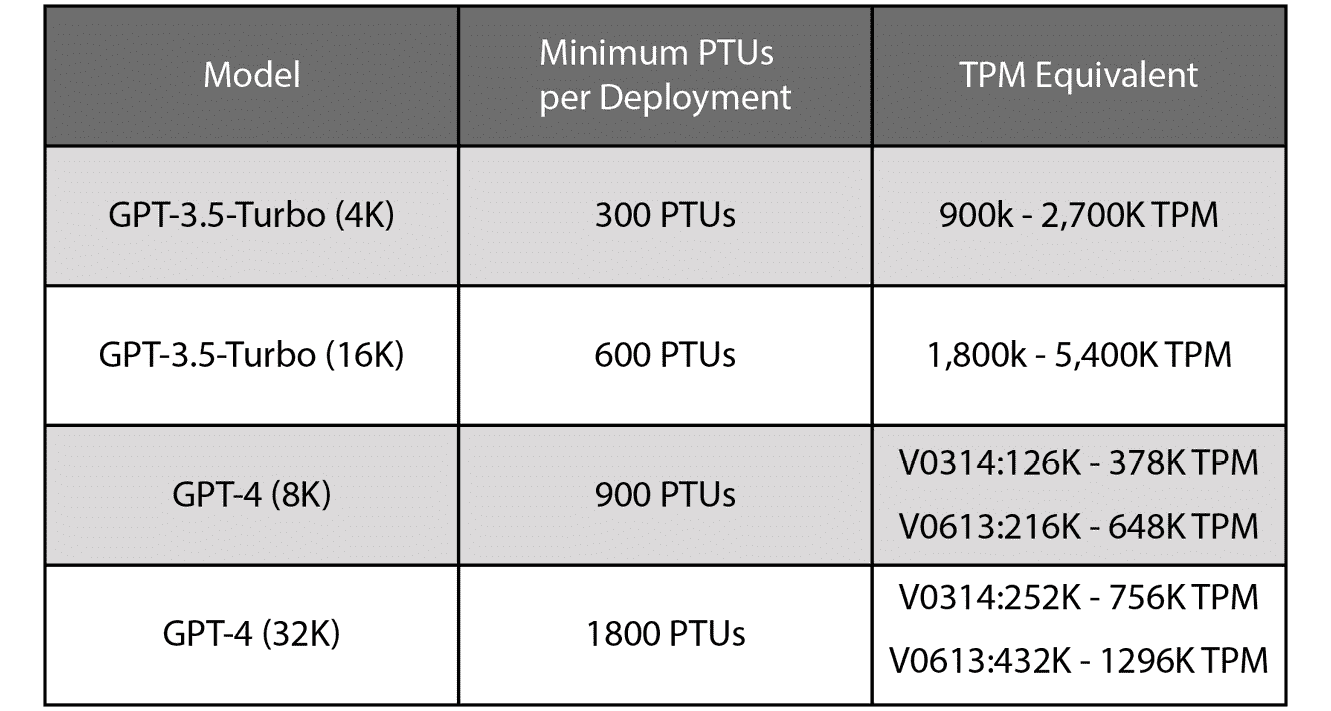 Model
Minimum PTUs
per Deployment
TPM Equivalent
GPT-3.5-Turbo (4K)
300 PTUs
900k - 2,700K TPM
GPT-3.5-Turbo (16K)
600 PTUs
1,800k - 5,400K TPM
GPT-4 (8K)
900 PTUs
V0314:126K - 378K TPM
V0613:216K - 648K TPM
GPT-4 (32K)
1800 PTUs
V0314:252K - 756K TPM
V0613:432K - 1296K TPM